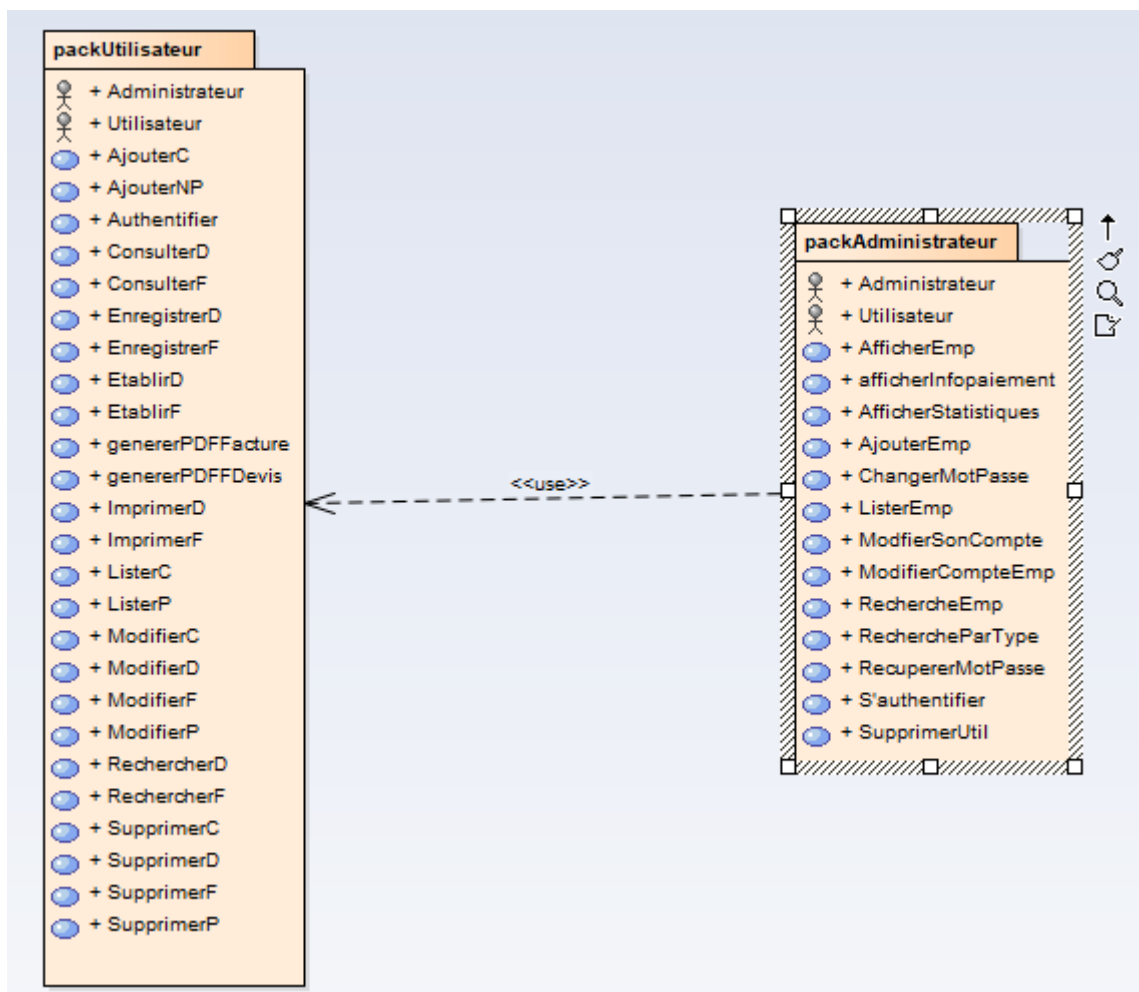 packUtilisateur
+ Administrateur
+ Utilisateur
+ AjouterC
+ AjouterNP
+ Authentifier
+ ConsulterD
+ ConsulterF
+ EnregistrerD
+ EnregistrerF
+ EtablirD
+ EtablirF
+ genererPDFFacture
+ genererPDFFDevis
+ ImprimerD
+ ImprimerF
+ ListerC
+ ListerP
+ ModifierC
+ ModifierD
+ ModifierF
+ ModifierP
+ RechercherD
+ RechercherF
+ SupprimerC
+ SupprimerD
+ SupprimerF
+ SupprimerP
<<use>>
packAdministrateur
+ Administrateur
+ Utilisateur
+ AfficherEmp
+ afficherInfopaiement
+ AfficherStatistiques
+ AjouterEmp
+ ChangerMotPasse
+ ListerEmp
+ ModfierSonCompte
+ ModifierCompteEmp
+ RechercheEmp
+ RechercheParType
+ RecupererMotPasse
+ S'authentifier
+ SupprimerUtil